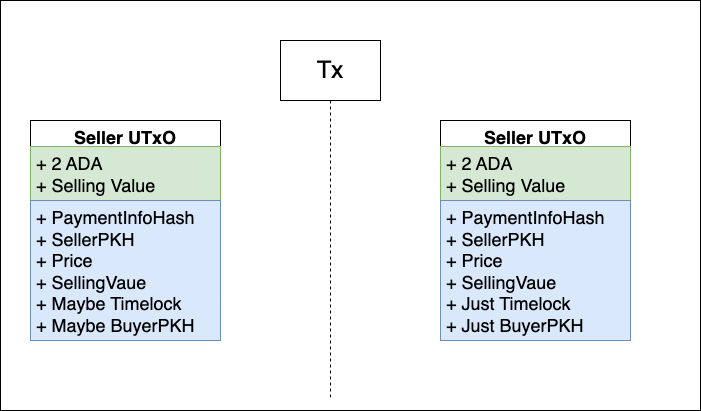 Tx
Seller UTxO
+ 2 ADA
+ Selling Value
+ PaymentInfoHash
+ SellerPKH
+ Price
+ SellingVaue
+ Maybe Timelock
+ Maybe BuyerPKH
Seller UTxO
+ 2 ADA
+ Selling Value
+ PaymentInfoHash
+ SellerPKH
+ Price
+ SellingVaue
+ Just Timelock
+ Just BuyerPKH